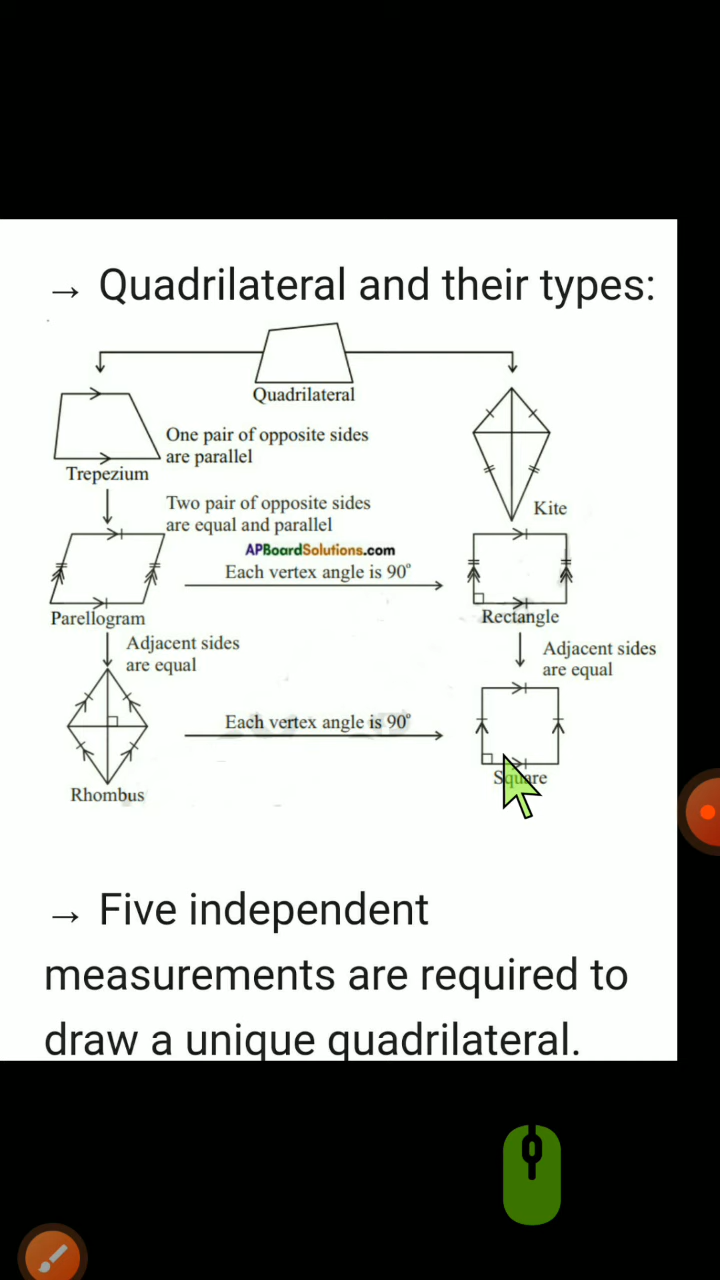 → Quadrilateral and their types:
Quadrilateral
One pair of opposite sides
are parallel
Trepezium
Kite
Two pair of opposite sides
are equal and parallel
APBoardSolutions.com
Each vertex angle is 90°
Parellogram
Rectangle
Adjacent sides
are equal
Adjacent sides
are equal
Each vertex angle is 90°
Rhombus
Square
→ Five independent
measurements are required to
draw a unique quadrilateral.